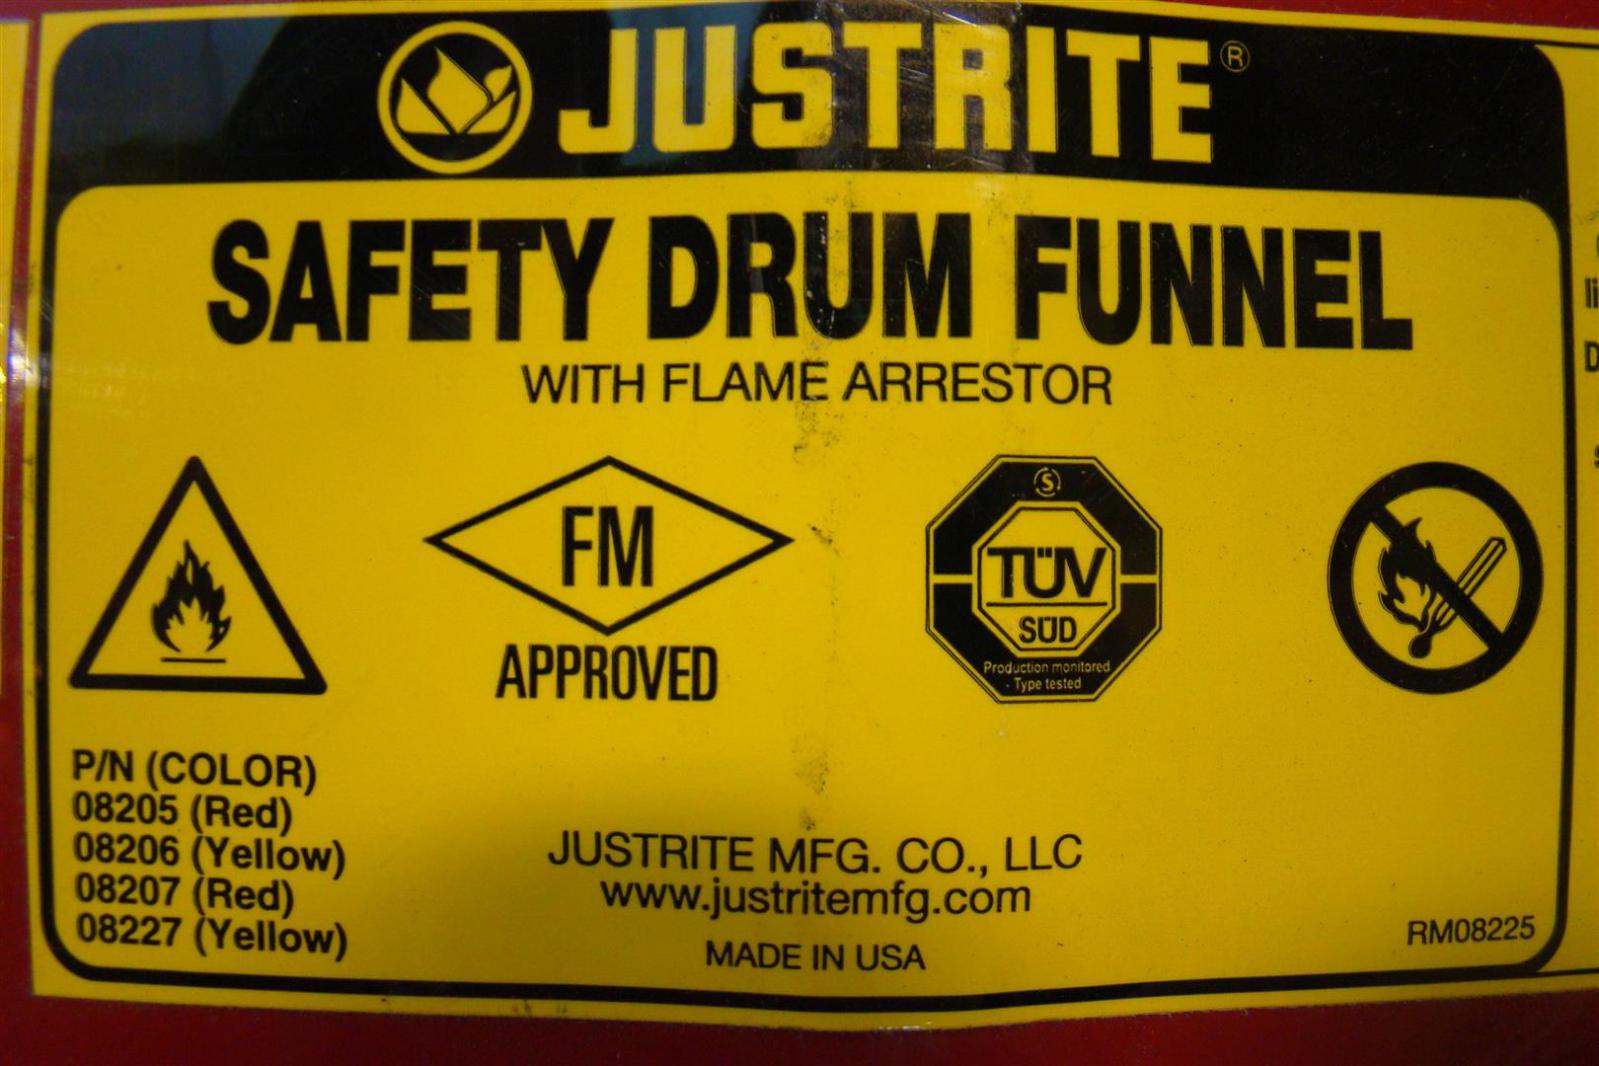 JUSTRITE®
SAFETY DRUM FUNNEL
WITH FLAME ARRESTOR
FM
APPROVED
S
TÜV
SÜD
Production monitored
Type tested
P/N (COLOR)
08205 (Red)
08206 (Yellow)
08207 (Red)
08227 (Yellow)
JUSTRITE MFG. CO., LLC
www.justritemfg.com
MADE IN USA
RM08225